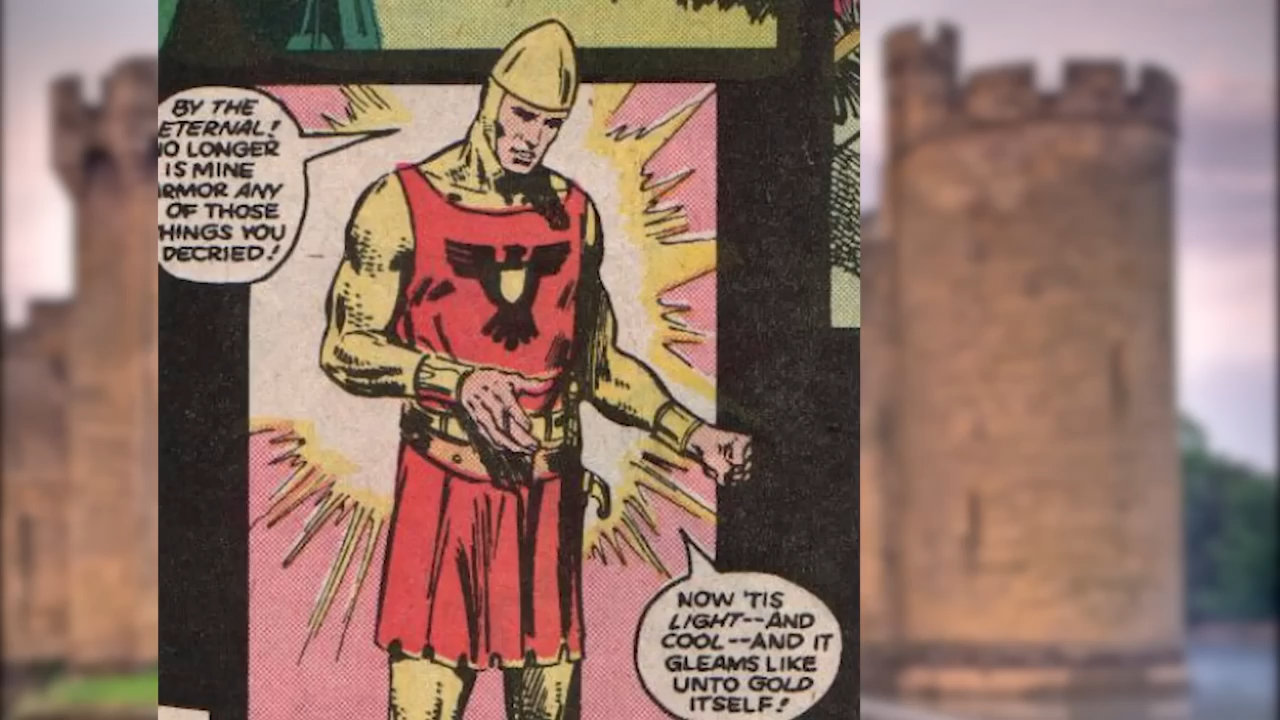 BY THE
ETERNAL!
NO LONGER
IS MINE
ARMOR ANY
OF THOSE
THINGS YOU
DECRIED!
NOW 'TIS
LIGHT--AND
COOL--AND IT
GLEAMS LIKE
UNTO GOLD
ITSELF!